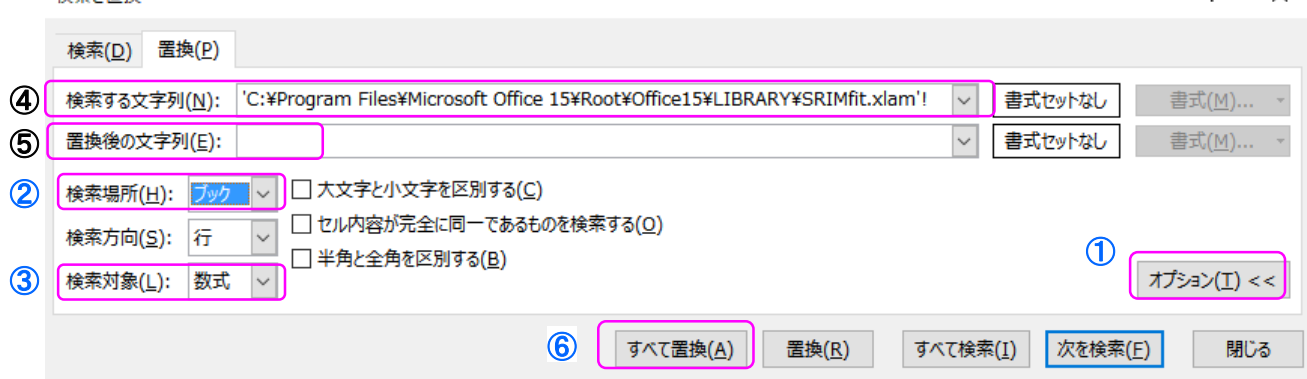 検索(D) 置換(P)
④ 検索する文字列(N): 'C:¥Program Files¥Microsoft Office 15¥Root¥Office15¥LIBRARY¥SRIMfit.xlam'! 書式セットなし 書式(M)...
⑤ 置換後の文字列(E): 書式セットなし 書式(M)...
② 検索場所(H): ブック 大文字と小文字を区別する(C)
セル内容が完全に同一であるものを検索する(O)
検索方向(S): 行
半角と全角を区別する(B)
①
③ 検索対象(L): 数式 オプション(T) <<
⑥ すべて置換(A) 置換(R) すべて検索(I) 次を検索(F) 閉じる